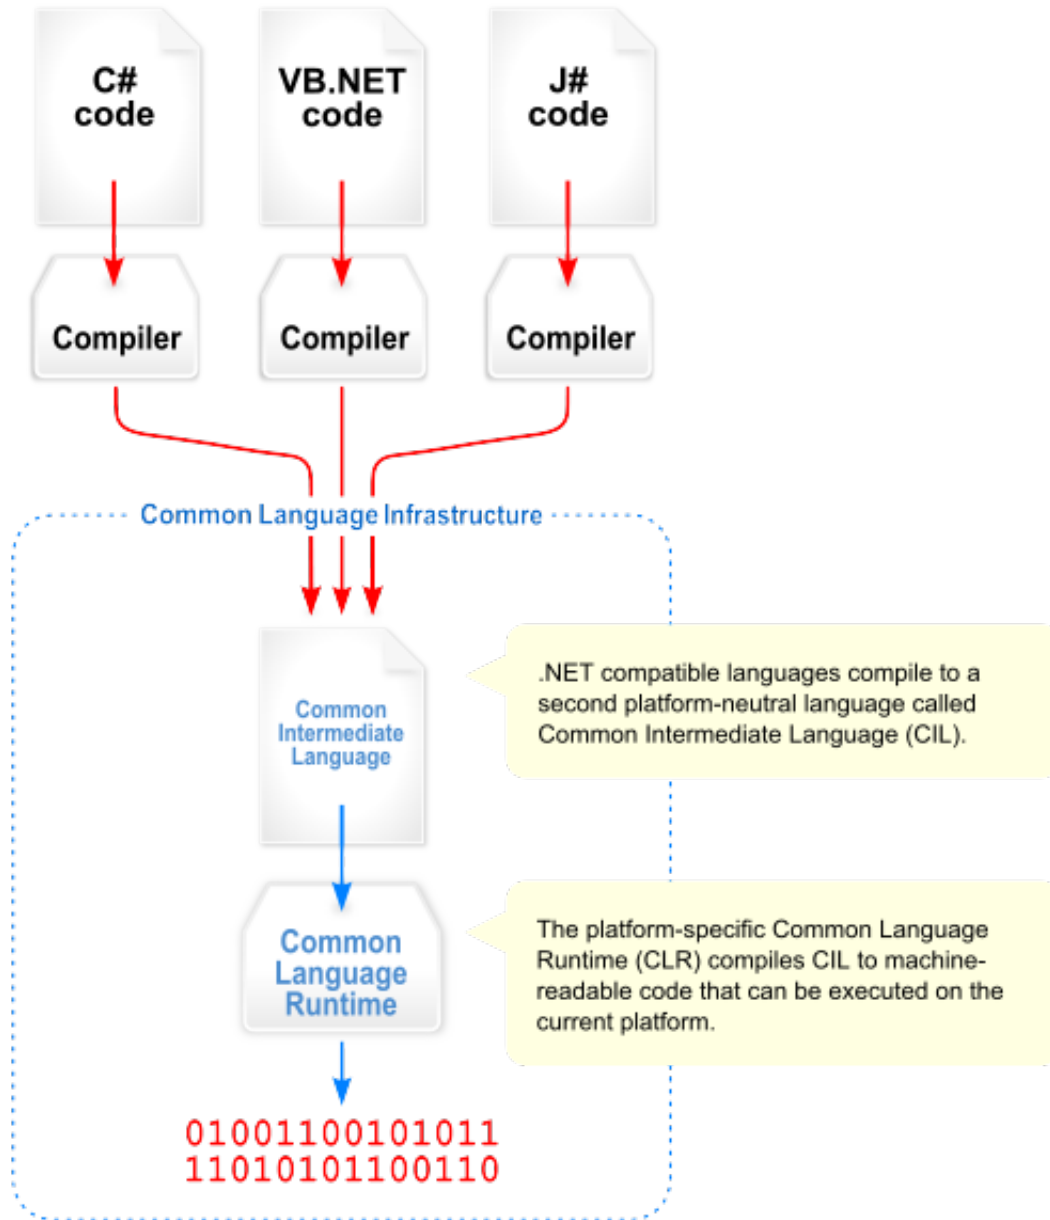 C#
code
VB.NET
code
J#
code
Compiler
Compiler
Compiler
Common Language Infrastructure
Common
Intermediate
Language
.NET compatible languages compile to a
second platform-neutral language called
Common Intermediate Language (CIL).
Common
Language
Runtime
The platform-specific Common Language
Runtime (CLR) compiles CIL to machine-
readable code that can be executed on the
current platform.
01001100101011
11010101100110